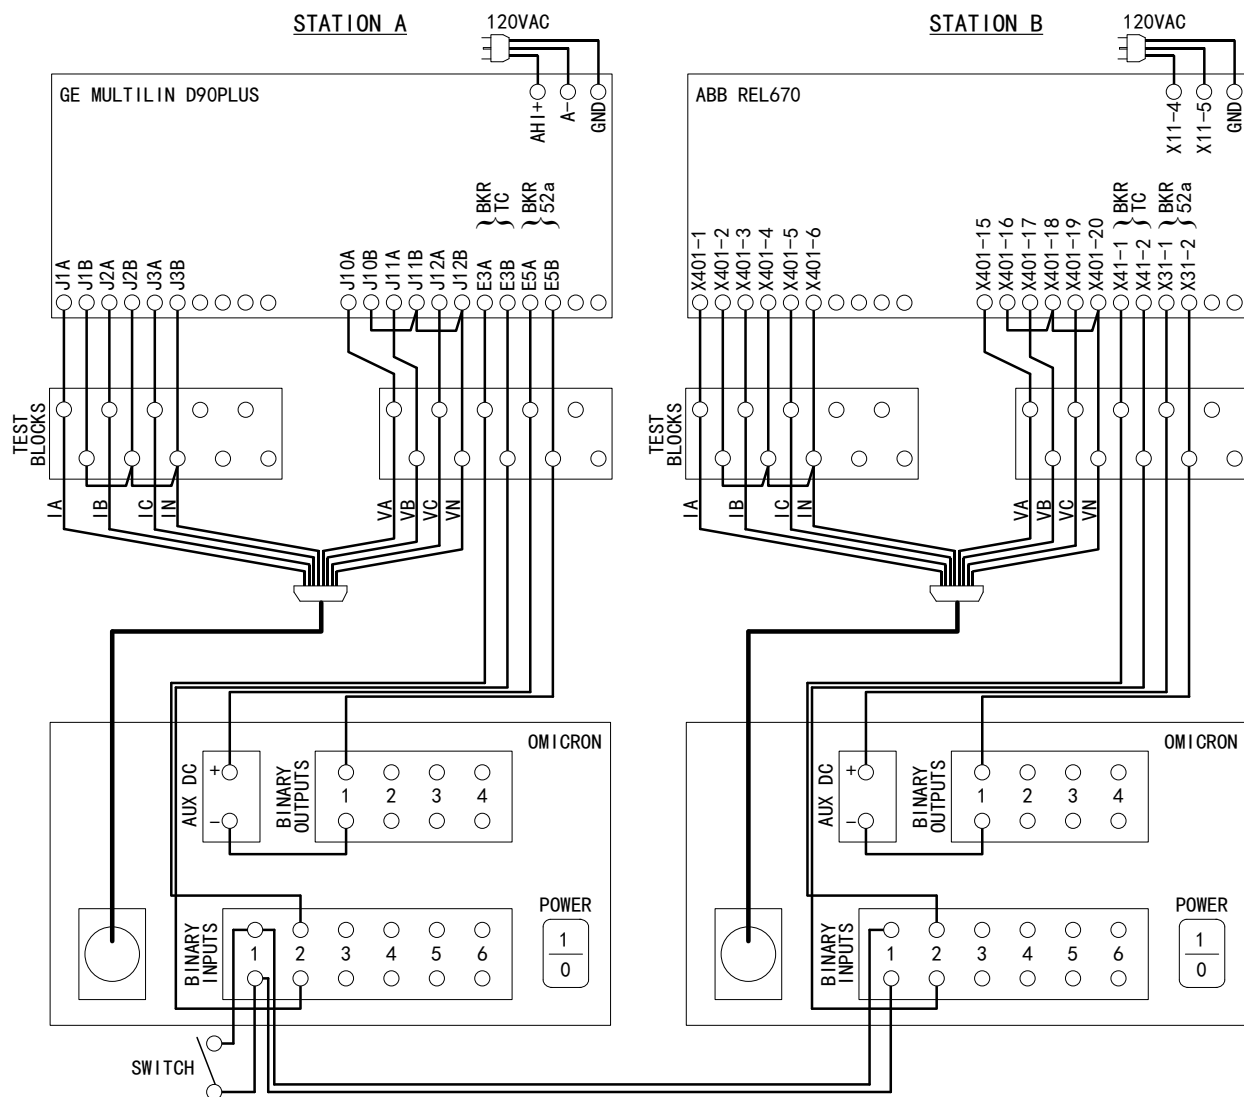 STATION A
120VAC
GE MULTILIN D90PLUS
AHI+
A-
GND
BKR
TC
BKR
52a
J1A
J1B
J2A
J2B
J3A
J3B
J10A
J10B
J11A
J11B
J12A
J12B
E3A
E3B
E5A
E5B
TEST
BLOCKS
IA
IB
IC
IN
VA
VB
VC
VN
OMICRON
AUX DC
+
-
BINARY
OUTPUTS
1
2
3
4
BINARY
INPUTS
1
2
3
4
5
6
POWER
1
0
SWITCH
STATION B
120VAC
ABB REL670
X11-4
X11-5
GND
BKR
TC
BKR
52a
X401-1
X401-2
X401-3
X401-4
X401-5
X401-6
X401-15
X401-16
X401-17
X401-18
X401-19
X401-20
X41-1
X41-2
X31-1
X31-2
TEST
BLOCKS
IA
IB
IC
IN
VA
VB
VC
VN
OMICRON
AUX DC
+
-
BINARY
OUTPUTS
1
2
3
4
BINARY
INPUTS
1
2
3
4
5
6
POWER
1
0